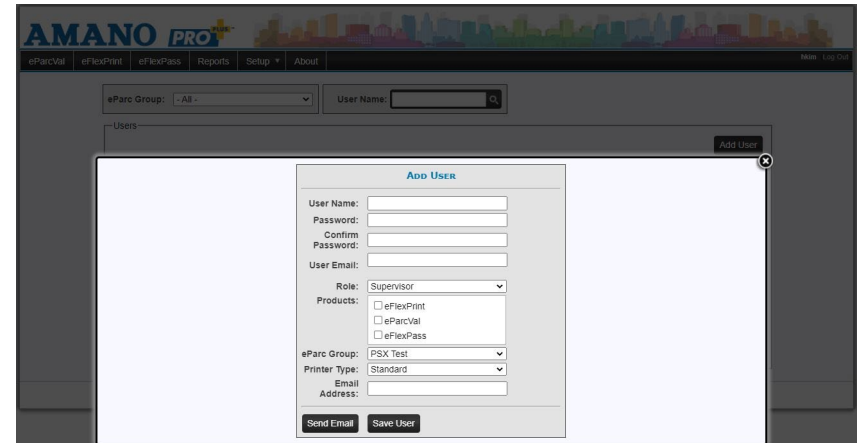 AMANO PRO PLUS™
eParcVal eFlexPrint eFlexPass Reports Setup ▼ About Nkim Log Out
eParc Group: - All - User Name:
Users
Add User
ADD USER
User Name:
Password:
Confirm
Password:
User Email:
Role: Supervisor
Products:
eFlexPrint
eParcVal
eFlexPass
eParc Group: PSX Test
Printer Type: Standard
Email
Address:
Send Email Save User